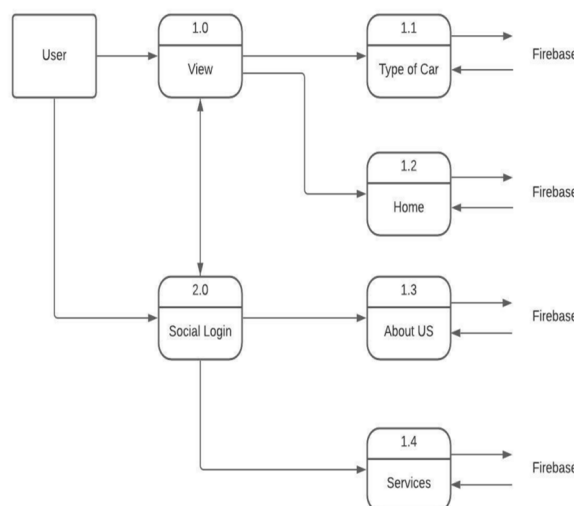 User
1.0
View
1.1
Type of Car
Firebase
1.2
Home
Firebase
2.0
Social Login
1.3
About US
Firebase
1.4
Services
Firebase